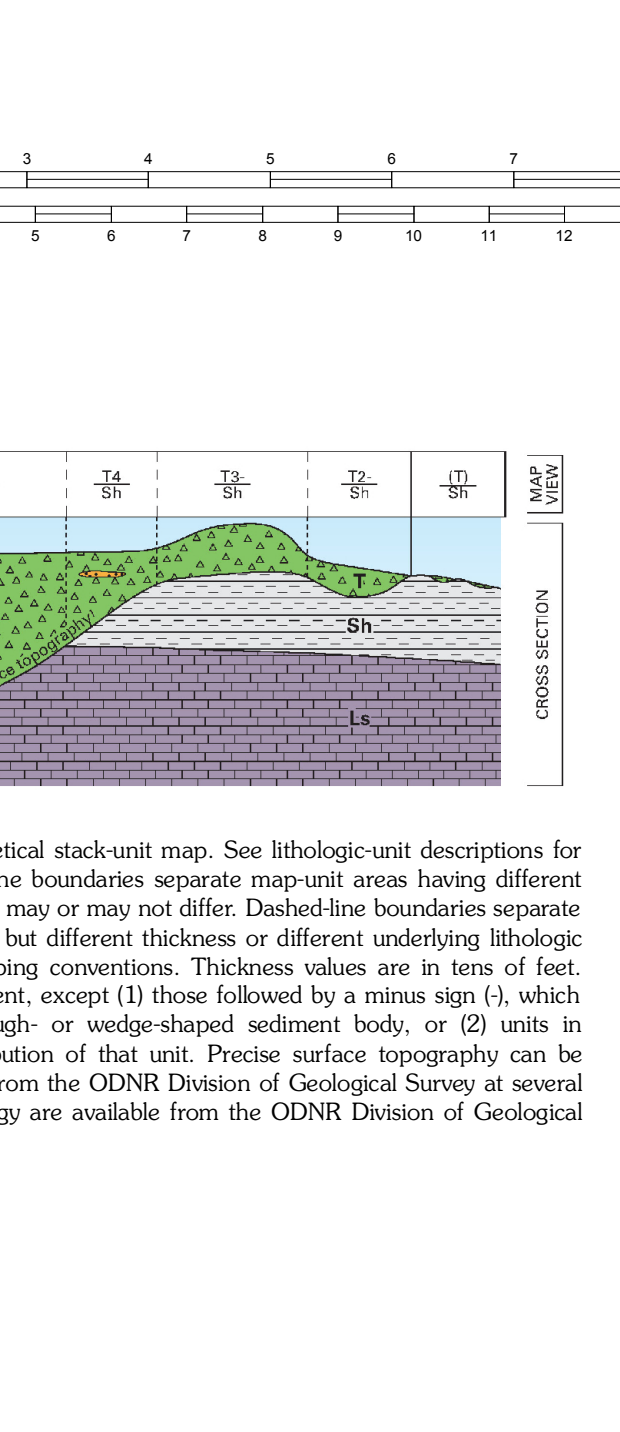 3 4 5 6 7
5 6 7 8 9 10 11 12
T4 T3- T2- (T)
Sh Sh Sh Sh
MAP
VIEW
T
ce topography
Sh
CROSS SECTION
Ls
etical stack-unit map. See lithologic-unit descriptions for
ne boundaries separate map-unit areas having different
may or may not differ. Dashed-line boundaries separate
but different thickness or different underlying lithologic
ping conventions. Thickness values are in tens of feet.
ent, except (1) those followed by a minus sign (-), which
ugh- or wedge-shaped sediment body, or (2) units in
bution of that unit. Precise surface topography can be
from the ODNR Division of Geological Survey at several
gy are available from the ODNR Division of Geological